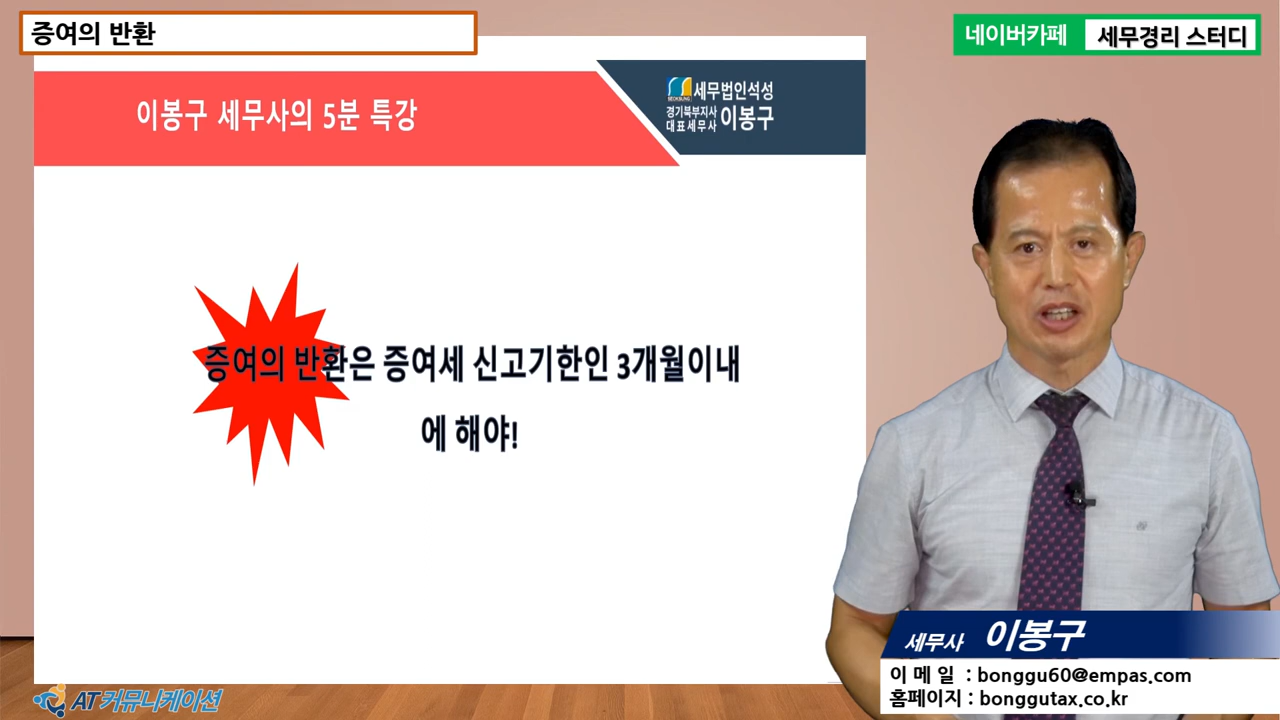 증여의 반환
네이버카페 세무경리 스터디
이봉구 세무사의 5분 특강
세무법인석성
경기북부지사
대표세무사 이봉구
증여의 반환은 증여세 신고기한인 3개월이내
에 해야!
세무사 이봉구
이 메 일 : bonggu60@empas.com
홈페이지 : bonggutax.co.kr
AT커뮤니케이션